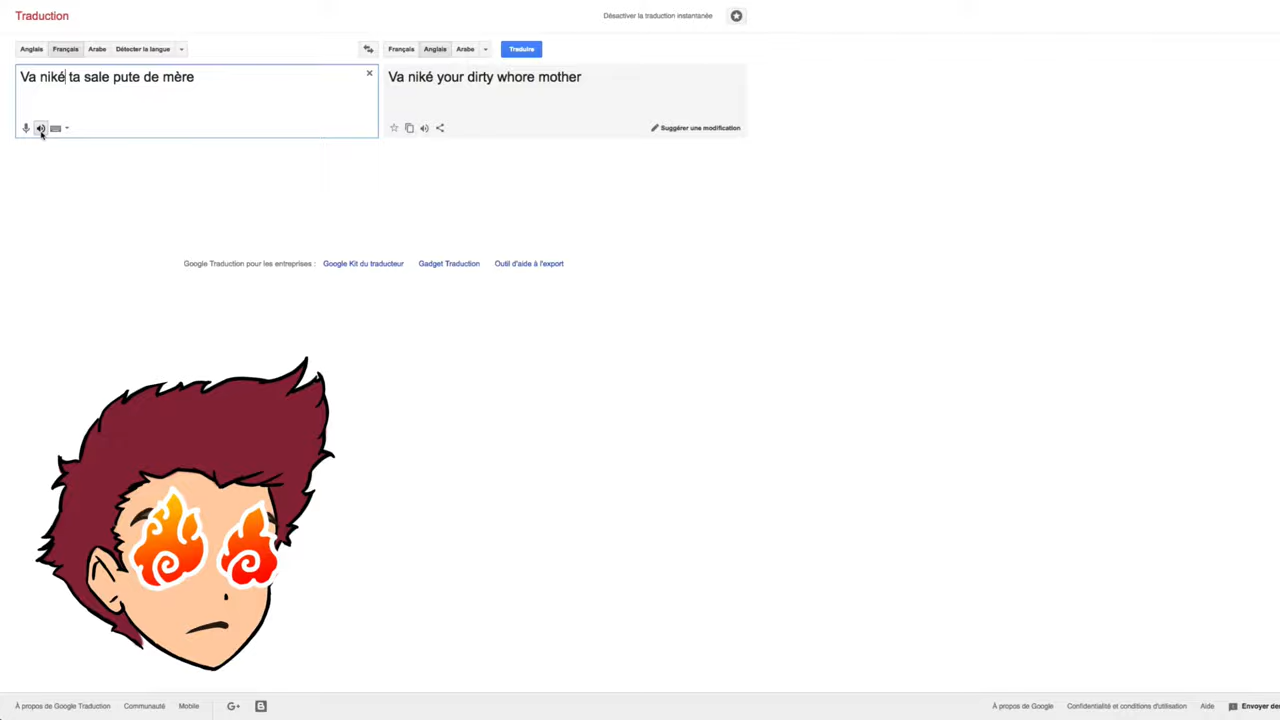 Traduction
Désactiver la traduction instantanée
Anglais Français Arabe Détecter la langue
Français Anglais Arabe Traduire
Va niké ta sale pute de mère
Va niké your dirty whore mother
Suggérer une modification
Google Traduction pour les entreprises : Google Kit du traducteur Gadget Traduction Outil d'aide à l'export
À propos de Google Traduction Communauté Mobile G+ B À propos de Google Confidentialité et conditions d'utilisation Aide Envoyer